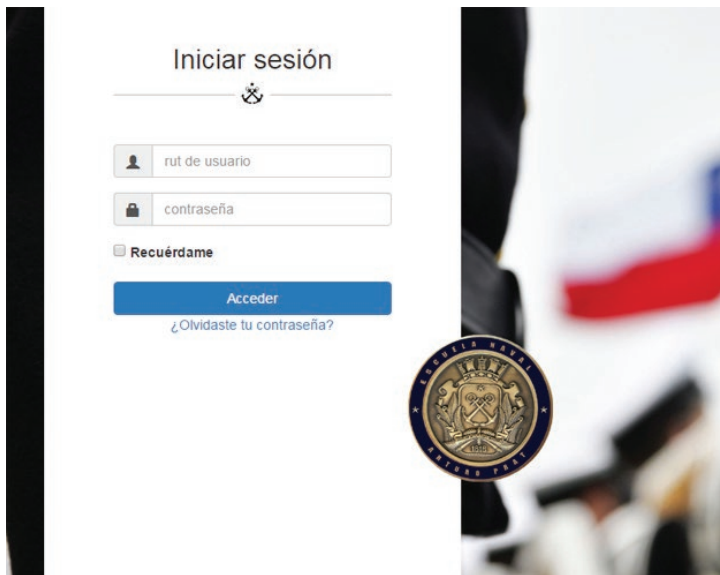 Iniciar sesión
rut de usuario
contraseña
Recuérdame
Acceder
¿Olvidaste tu contraseña?
ESCUELA NAVAL
ARTURO PRAT